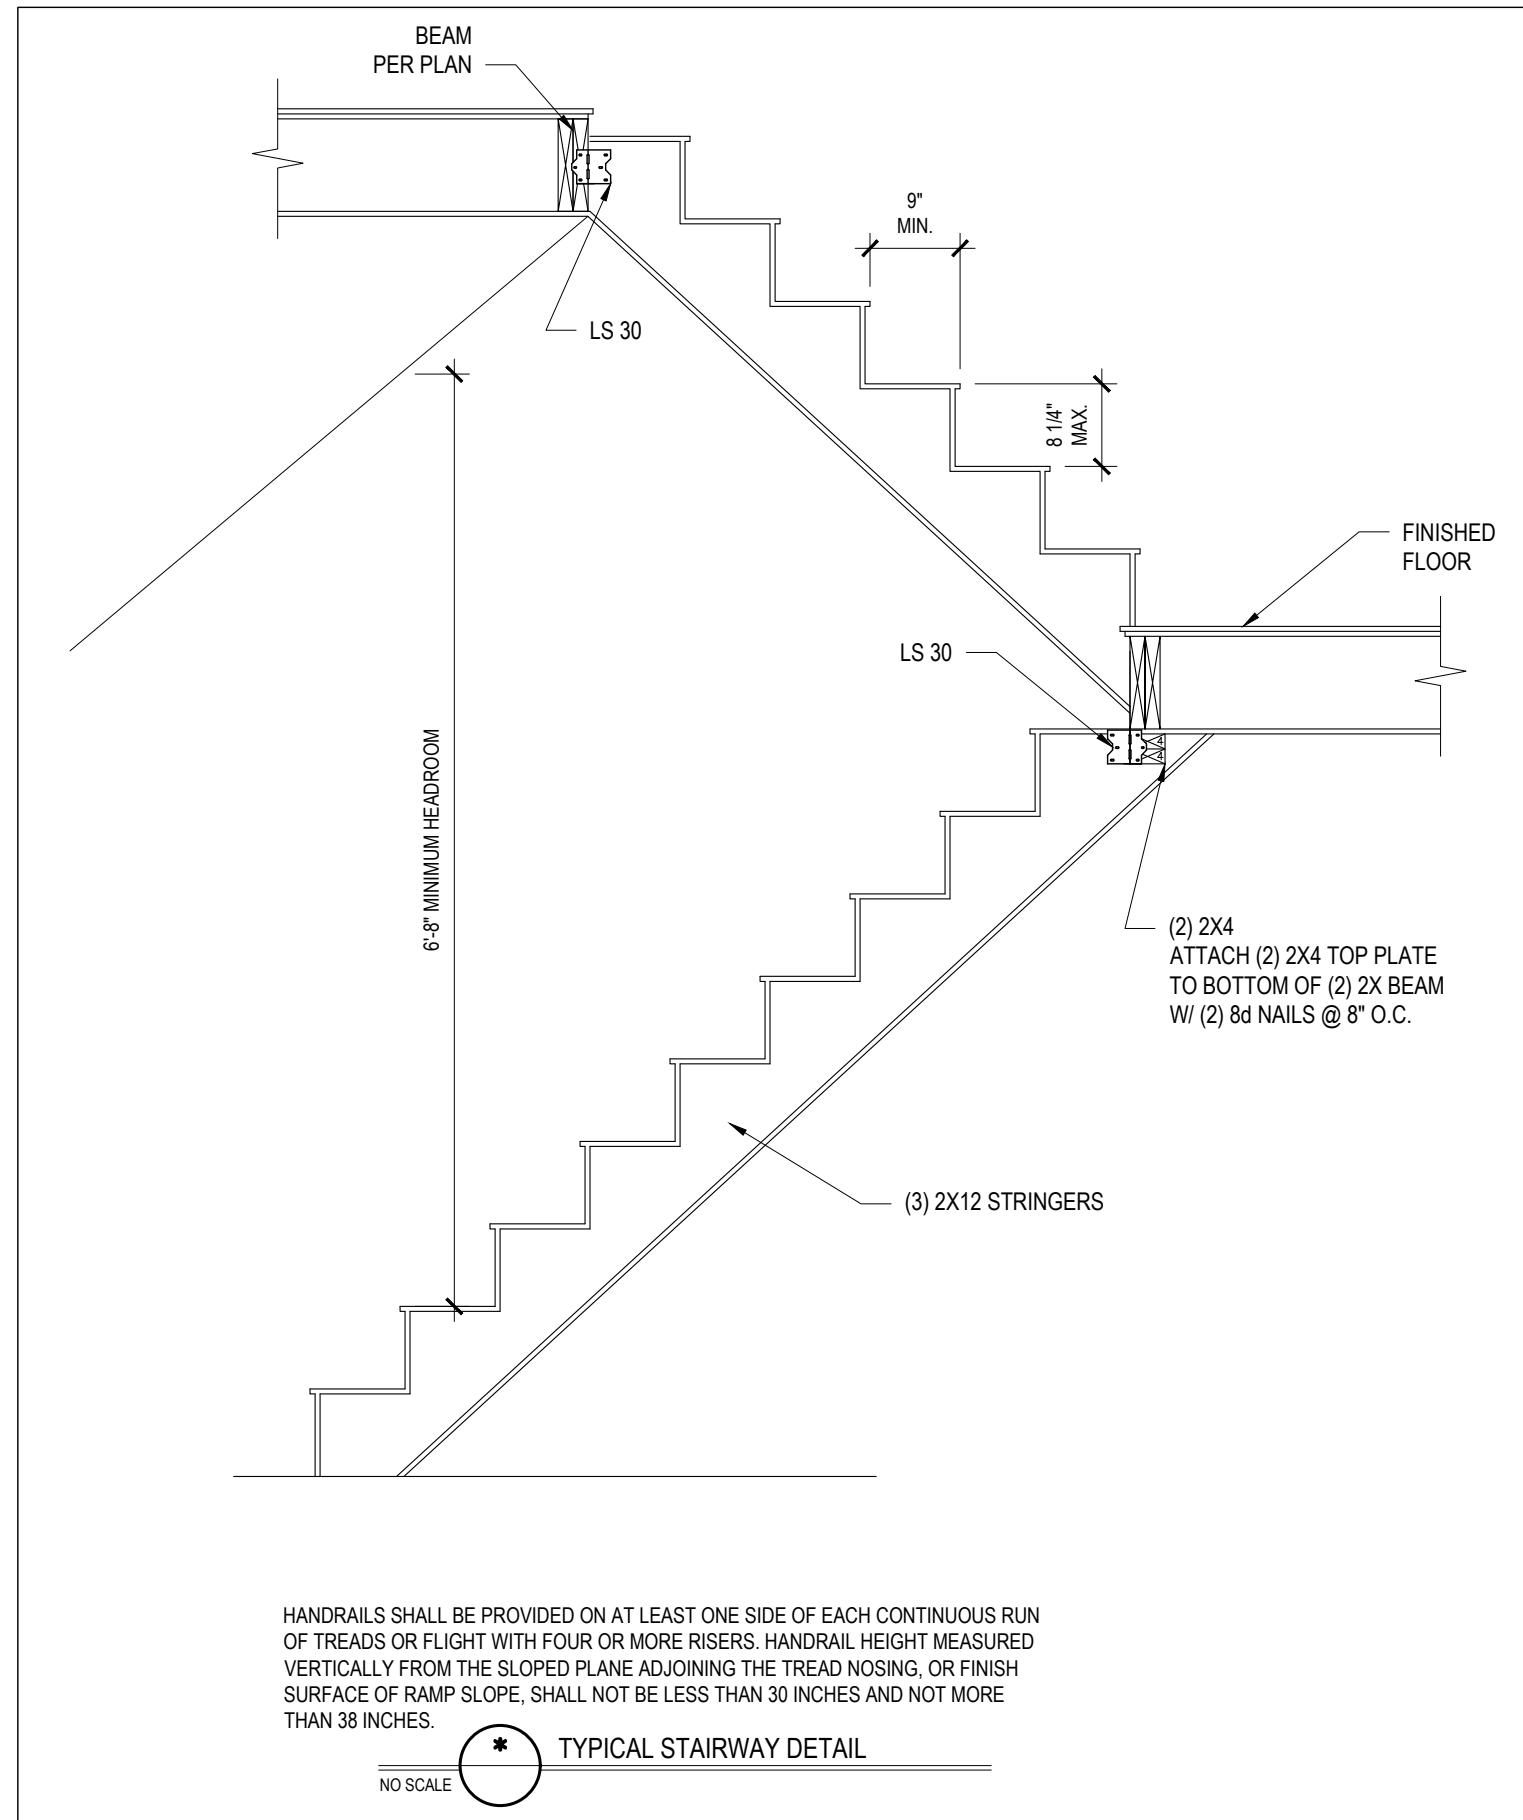 BEAM
PER PLAN
9"
MIN.
LS 30
8 1/4"
MAX.
FINISHED
FLOOR
LS 30
4
4
6'-8" MINIMUM HEADROOM
(2) 2X4
ATTACH (2) 2X4 TOP PLATE
TO BOTTOM OF (2) 2X BEAM
W/ (2) 8d NAILS @ 8" O.C.
(3) 2X12 STRINGERS
HANDRAILS SHALL BE PROVIDED ON AT LEAST ONE SIDE OF EACH CONTINUOUS RUN
OF TREADS OR FLIGHT WITH FOUR OR MORE RISERS. HANDRAIL HEIGHT MEASURED
VERTICALLY FROM THE SLOPED PLANE ADJOINING THE TREAD NOSING, OR FINISH
SURFACE OF RAMP SLOPE, SHALL NOT BE LESS THAN 30 INCHES AND NOT MORE
THAN 38 INCHES.
*
TYPICAL STAIRWAY DETAIL
NO SCALE